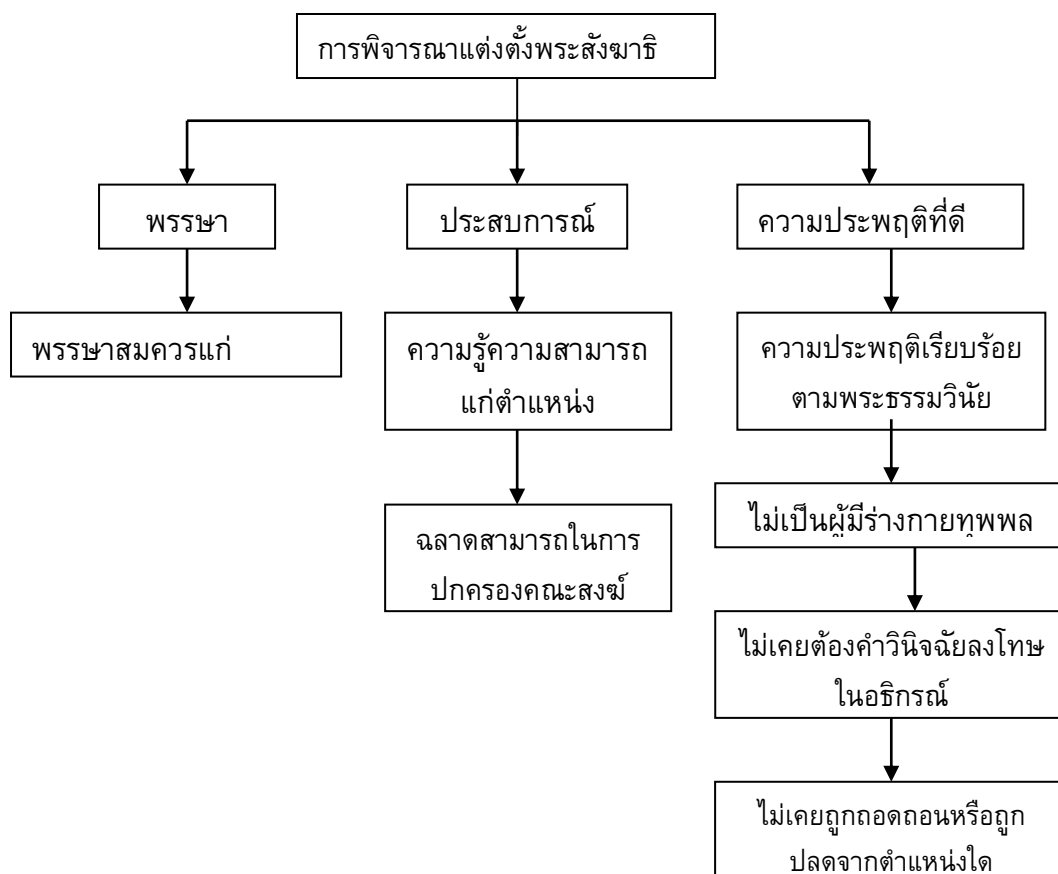 การพิจารณาแต่งตั้งพระสังฆาธิ
พรรษา
ประสบการณ์
ความประพฤติที่ดี
พรรษาสมควรแก่
ความรู้ความสามารถ
แก่ตำแหน่ง
ความประพฤติเรียบร้อย
ตามพระธรรมวินัย
ฉลาดสามารถในการ
ปกครองคณะสงฆ์
ไม่เป็นผู้มีร่างกายทุพพล
ไม่เคยต้องคำวินิจฉัยลงโทษ
ในอธิกรณ์
ไม่เคยถูกถอดถอนหรือถูก
ปลดจากตำแหน่งใด